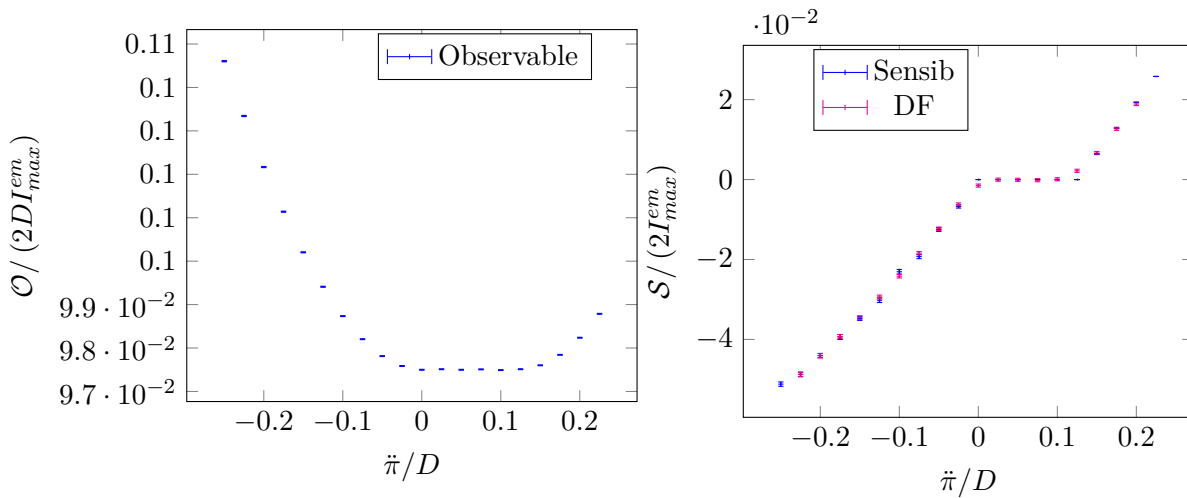 0.11
0.1
0.1
0.1
0.1
0.1
9.9 · 10⁻²
9.8 · 10⁻²
9.7 · 10⁻²
−0.2
−0.1
0
0.1
0.2
π̈/D
𝒪/(2DI^{em}_{max})
Observable
·10⁻²
2
0
−2
−4
−0.2
−0.1
0
0.1
0.2
π̈/D
𝒮/(2I^{em}_{max})
Sensib
DF